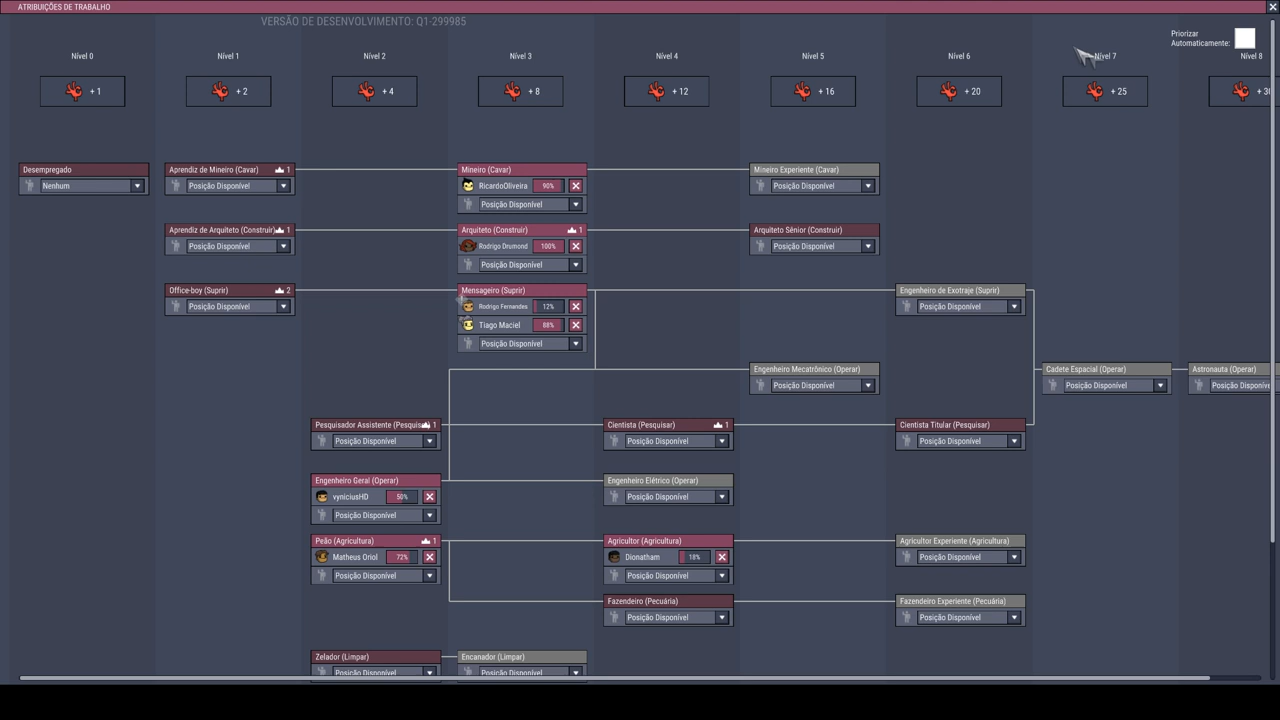 ATRIBUIÇÕES DE TRABALHO
VERSÃO DE DESENVOLVIMENTO: Q1-299985
Priorizar
Automaticamente:
Nível 0
Nível 1
Nível 2
Nível 3
Nível 4
Nível 5
Nível 6
Nível 7
Nível 8
+ 1
+ 2
+ 4
+ 8
+ 12
+ 16
+ 20
+ 25
+ 30
Desempregado
Nenhum
Aprendiz de Mineiro (Cavar) 1
Posição Disponível
Mineiro (Cavar)
RicardoOliveira 90%
Posição Disponível
Mineiro Experiente (Cavar)
Posição Disponível
Aprendiz de Arquiteto (Construir) 1
Posição Disponível
Arquiteto (Construir) 1
Rodrigo Drumond 100%
Posição Disponível
Arquiteto Sênior (Construir)
Posição Disponível
Office-boy (Suprir) 2
Posição Disponível
Mensageiro (Suprir)
Rodrigo Fernandes 12%
Tiago Maciel 88%
Posição Disponível
Engenheiro de Exotraje (Suprir)
Posição Disponível
Engenheiro Mecatrônico (Operar)
Posição Disponível
Cadete Espacial (Operar)
Posição Disponível
Astronauta (Operar)
Posição Disponíve
Pesquisador Assistente (Pesquisar) 1
Posição Disponível
Cientista (Pesquisar) 1
Posição Disponível
Cientista Titular (Pesquisar)
Posição Disponível
Engenheiro Geral (Operar)
vyniciusHD 50%
Posição Disponível
Engenheiro Elétrico (Operar)
Posição Disponível
Peão (Agricultura) 1
Matheus Oriol 72%
Posição Disponível
Agricultor (Agricultura)
Dionatham 18%
Posição Disponível
Agricultor Experiente (Agricultura)
Posição Disponível
Fazendeiro (Pecuária)
Posição Disponível
Fazendeiro Experiente (Pecuária)
Posição Disponível
Zelador (Limpar)
Posição Disponível
Encanador (Limpar)
Posição Disponível